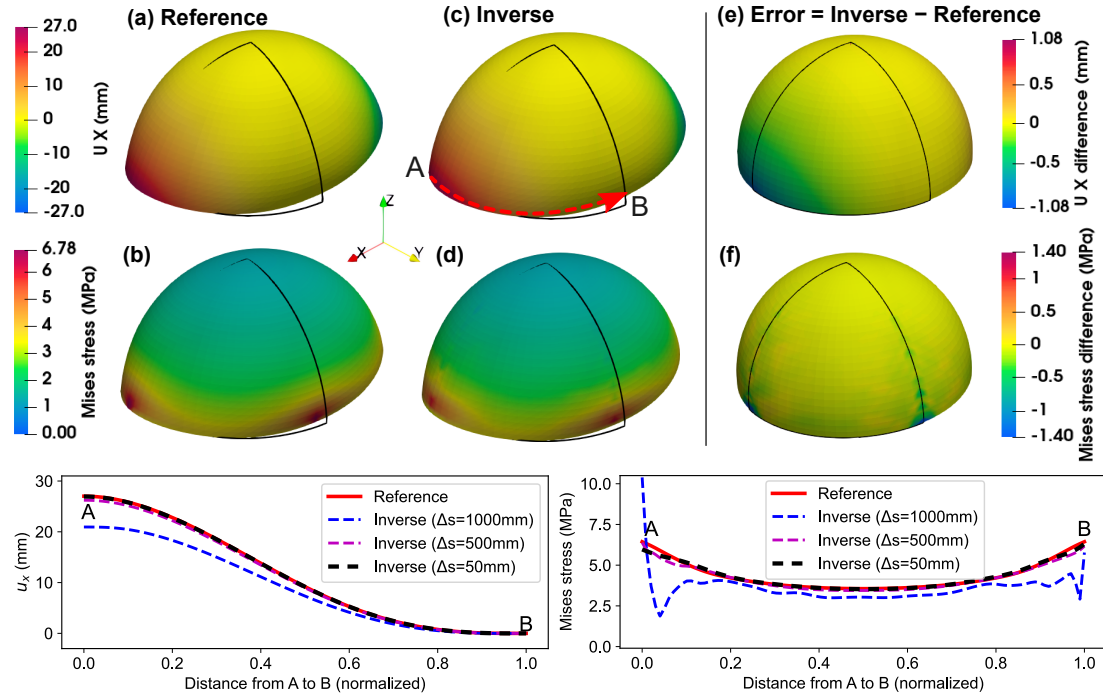 (a) Reference
(c) Inverse
(e) Error = Inverse − Reference
27.0
20
10
0
-10
-20
-27.0
U X (mm)
A
B
Z
X
Y
1.08
0.5
0
-0.5
-1.08
U X difference (mm)
(b)
(d)
(f)
6.78
6
5
4
3
2
1
0.00
Mises stress (MPa)
1.40
1
0.5
0
-0.5
-1
-1.40
Mises stress difference (MPa)
30
20
10
0
uₓ (mm)
A
B
Reference
Inverse (Δs=1000mm)
Inverse (Δs=500mm)
Inverse (Δs=50mm)
0.0 0.2 0.4 0.6 0.8 1.0
Distance from A to B (normalized)
10.0
7.5
5.0
2.5
0.0
Mises stress (MPa)
A
B
Reference
Inverse (Δs=1000mm)
Inverse (Δs=500mm)
Inverse (Δs=50mm)
0.0 0.2 0.4 0.6 0.8 1.0
Distance from A to B (normalized)